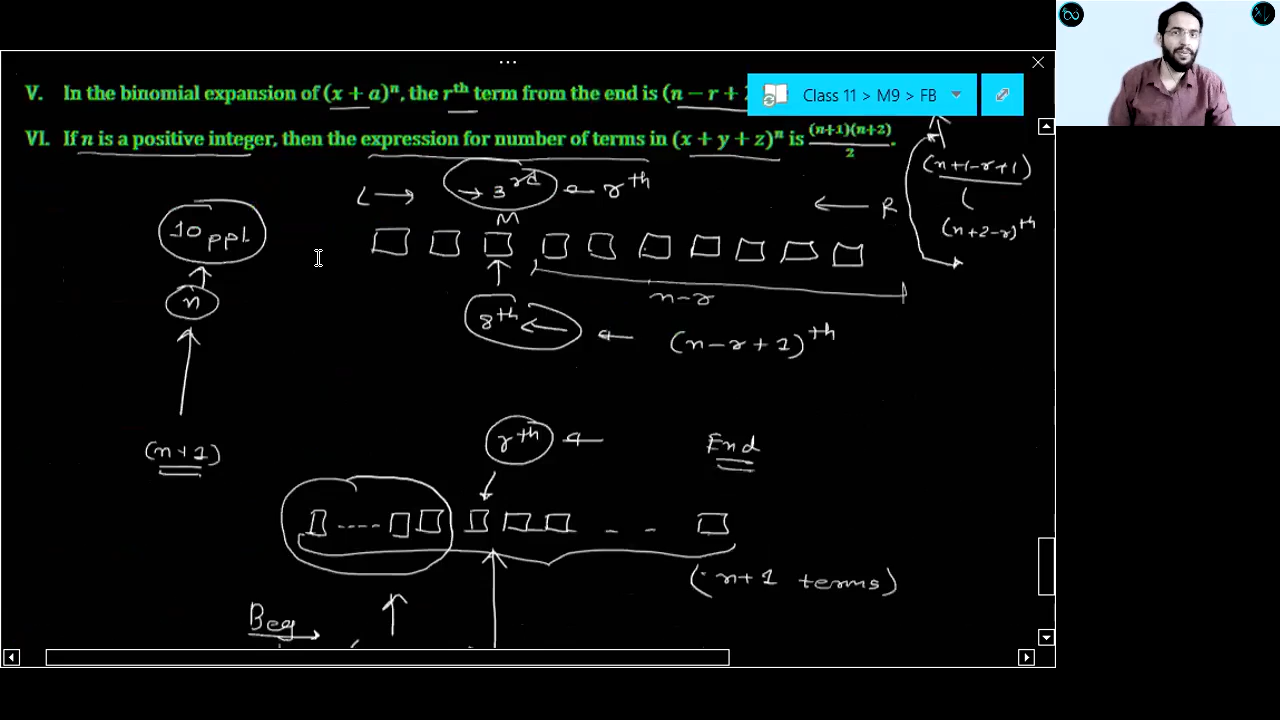 V. In the binomial expansion of (x + a)ⁿ, the rᵗʰ term from the end is (n − r +
Class 11 > M9 > FB
VI. If n is a positive integer, then the expression for number of terms in (x + y + z)ⁿ is (n+1)(n+2)/2.
(n+1-r+1)
(n+2-r)ᵗʰ
L → → 3ʳᵈ ← rᵗʰ
← R
10 ppl
M
n
n-r
8ᵗʰ ← ← (n-r+1)ᵗʰ
(n+1)
rᵗʰ ← End
(n+1 terms)
Beg